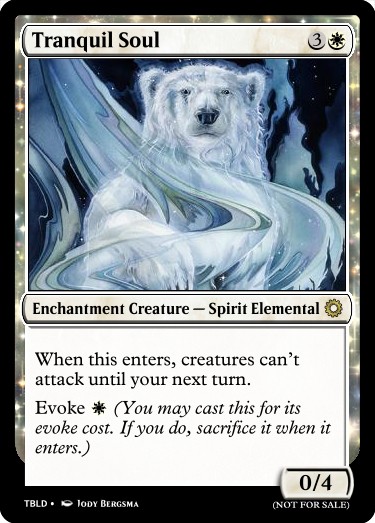 Tranquil Soul 3
Enchantment Creature — Spirit Elemental
When this enters, creatures can't
attack until your next turn.
Evoke (You may cast this for its
evoke cost. If you do, sacrifice it when it
enters.)
0/4
TBLD • Jody Bergsma
(NOT FOR SALE)